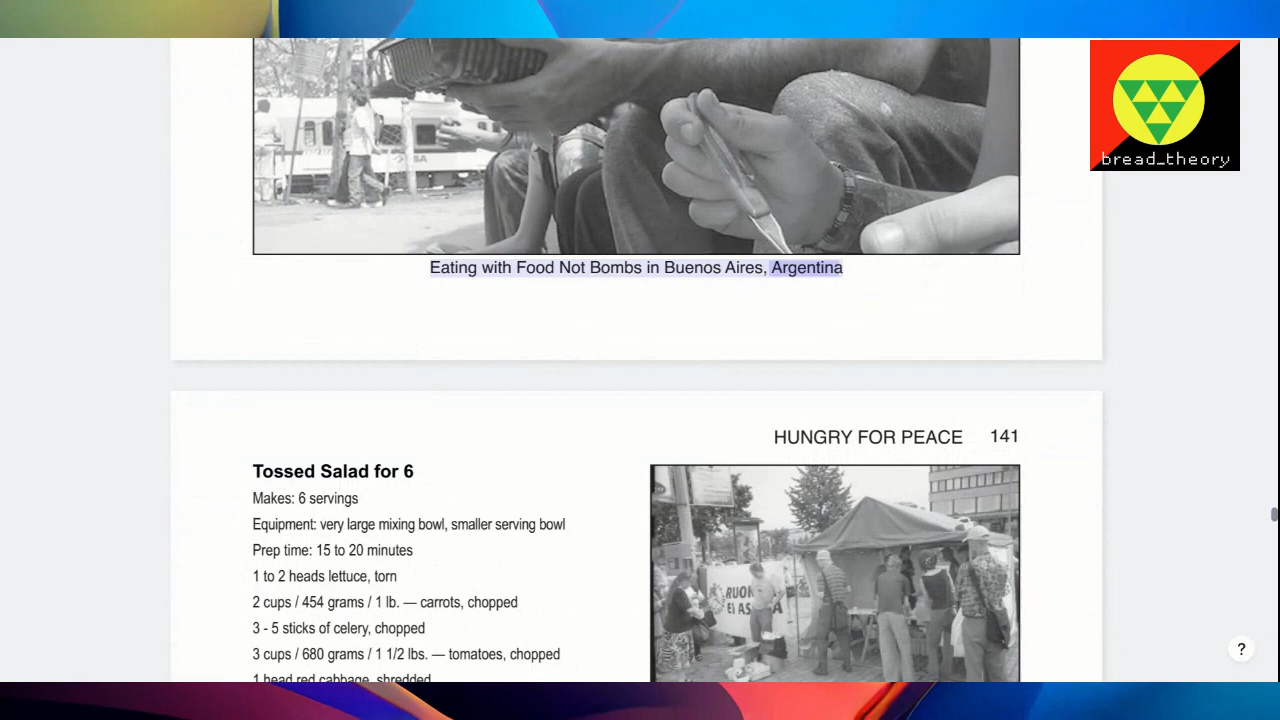 bread_theory
Eating with Food Not Bombs in Buenos Aires, Argentina
HUNGRY FOR PEACE 141
Tossed Salad for 6
Makes: 6 servings
Equipment: very large mixing bowl, smaller serving bowl
Prep time: 15 to 20 minutes
1 to 2 heads lettuce, torn
2 cups / 454 grams / 1 lb. — carrots, chopped
3 - 5 sticks of celery, chopped
3 cups / 680 grams / 1 1/2 lbs. — tomatoes, chopped
1 head red cabbage, shredded
?